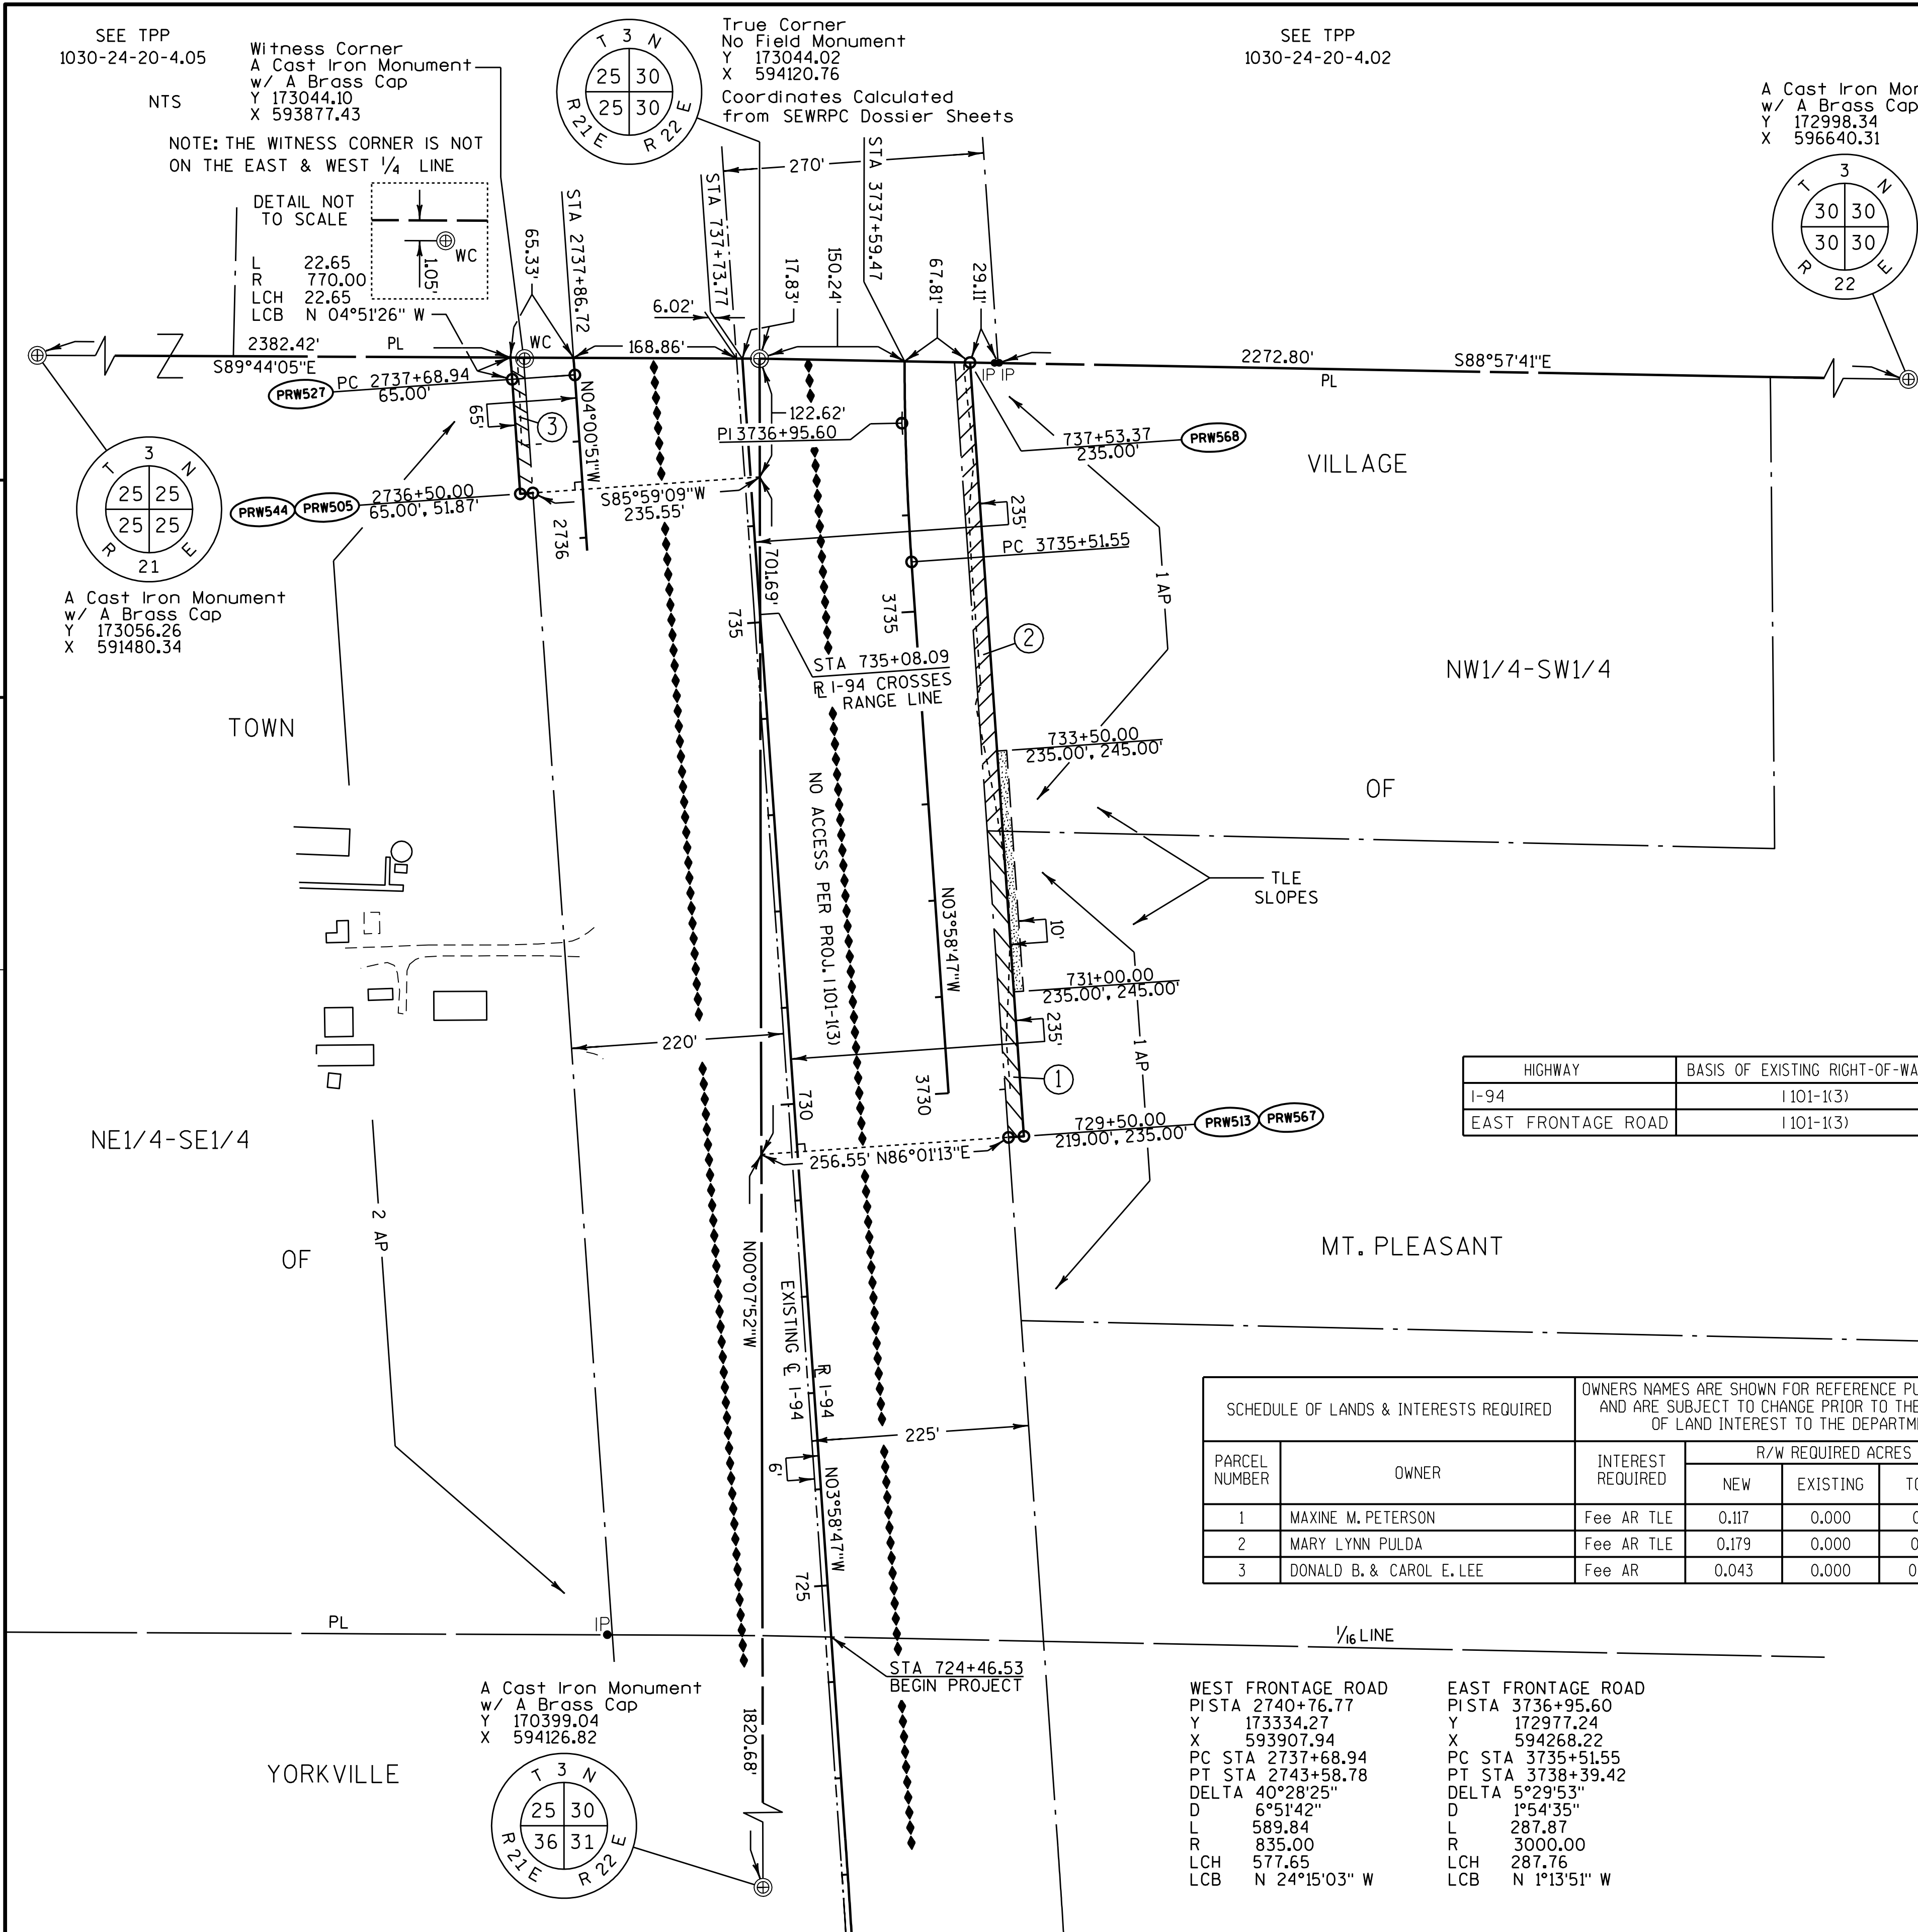 SEE TPP
1030-24-20-4.05
NTS
Witness Corner
A Cast Iron Monument
w/ A Brass Cap
Y 173044.10
X 593877.43
NOTE: THE WITNESS CORNER IS NOT
ON THE EAST & WEST 1/4 LINE
DETAIL NOT
TO SCALE
WC
1.05'
L 22.65
R 770.00
LCH 22.65
LCB N 04°51'26" W
T 3 N
25 30
25 30
R 21 E R 22 E
True Corner
No Field Monument
Y 173044.02
X 594120.76
Coordinates Calculated
from SEWRPC Dossier Sheets
SEE TPP
1030-24-20-4.02
A Cast Iron Mon
w/ A Brass Cap
Y 172998.34
X 596640.31
T 3 N
30 30
30 30
R E
22
270'
STA 737+73.77
STA 3737+59.47
STA 2737+86.72
65.33'
6.02'
17.83'
150.24'
67.81'
29.11'
2382.42'
PL
S89°44'05"E
WC
168.86'
IP IP
2272.80'
S88°57'41"E
PL
PRW527
PC 2737+68.94
65.00'
65'
3
N04°00'51"W
122.62'
PI 3736+95.60
737+53.37
235.00'
PRW568
VILLAGE
T 3 N
25 25
25 25
R E
21
A Cast Iron Monument
w/ A Brass Cap
Y 173056.26
X 591480.34
PRW544
PRW505
2736+50.00
65.00', 51.87'
2736
S85°59'09"W
235.55'
235'
PC 3735+51.55
701.69'
735
3735
1 AP
2
STA 735+08.09
RL I-94 CROSSES
RANGE LINE
NW1/4-SW1/4
TOWN
733+50.00
235.00', 245.00'
NO ACCESS PER PROJ. I 101-1(3)
OF
TLE
SLOPES
N03°58'47"W
10'
731+00.00
235.00', 245.00'
220'
235'
1 AP
3730
730
1
HIGHWAY
BASIS OF EXISTING RIGHT-OF-WA
I-94
I 101-1(3)
EAST FRONTAGE ROAD
I 101-1(3)
729+50.00
219.00', 235.00'
PRW513
PRW567
256.55' N86°01'13"E
NE1/4-SE1/4
2 AP
OF
N00°07'52"W
EXISTING CL I-94
RL I-94
MT. PLEASANT
225'
6'
N03°58'47"W
725
SCHEDULE OF LANDS & INTERESTS REQUIRED
OWNERS NAMES ARE SHOWN FOR REFERENCE PU
AND ARE SUBJECT TO CHANGE PRIOR TO THE
OF LAND INTEREST TO THE DEPARTM
PARCEL
NUMBER
OWNER
INTEREST
REQUIRED
R/W REQUIRED ACRES
NEW
EXISTING
TO
1 MAXINE M. PETERSON Fee AR TLE 0.117 0.000 0
2 MARY LYNN PULDA Fee AR TLE 0.179 0.000 0
3 DONALD B. & CAROL E. LEE Fee AR 0.043 0.000 0
PL
IP
1/16 LINE
STA 724+46.53
BEGIN PROJECT
A Cast Iron Monument
w/ A Brass Cap
Y 170399.04
X 594126.82
1820.68'
YORKVILLE
T 3 N
25 30
36 31
R 21 E R 22 E
WEST FRONTAGE ROAD
PI STA 2740+76.77
Y 173334.27
X 593907.94
PC STA 2737+68.94
PT STA 2743+58.78
DELTA 40°28'25"
D 6°51'42"
L 589.84
R 835.00
LCH 577.65
LCB N 24°15'03" W
EAST FRONTAGE ROAD
PI STA 3736+95.60
Y 172977.24
X 594268.22
PC STA 3735+51.55
PT STA 3738+39.42
DELTA 5°29'53"
D 1°54'35"
L 287.87
R 3000.00
LCH 287.76
LCB N 1°13'51" W